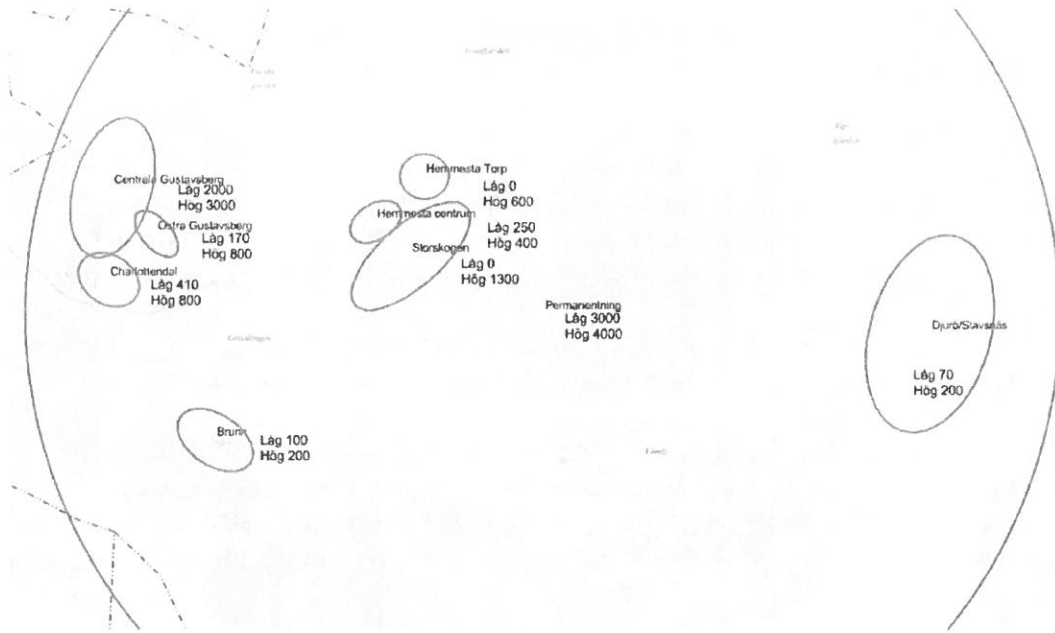 Centrala Gustavsberg
Låg 2000
Hög 3000
Östra Gustavsberg
Låg 170
Hög 800
Charlottendal
Låg 410
Hög 800
Hemmesta Torp
Låg 0
Hög 600
Hemmesta centrum
Låg 250
Hög 400
Storskogen
Låg 0
Hög 1300
Permanentning
Låg 3000
Hög 4000
Djurö/Stavsnäs
Låg 70
Hög 200
Brunn
Låg 100
Hög 200